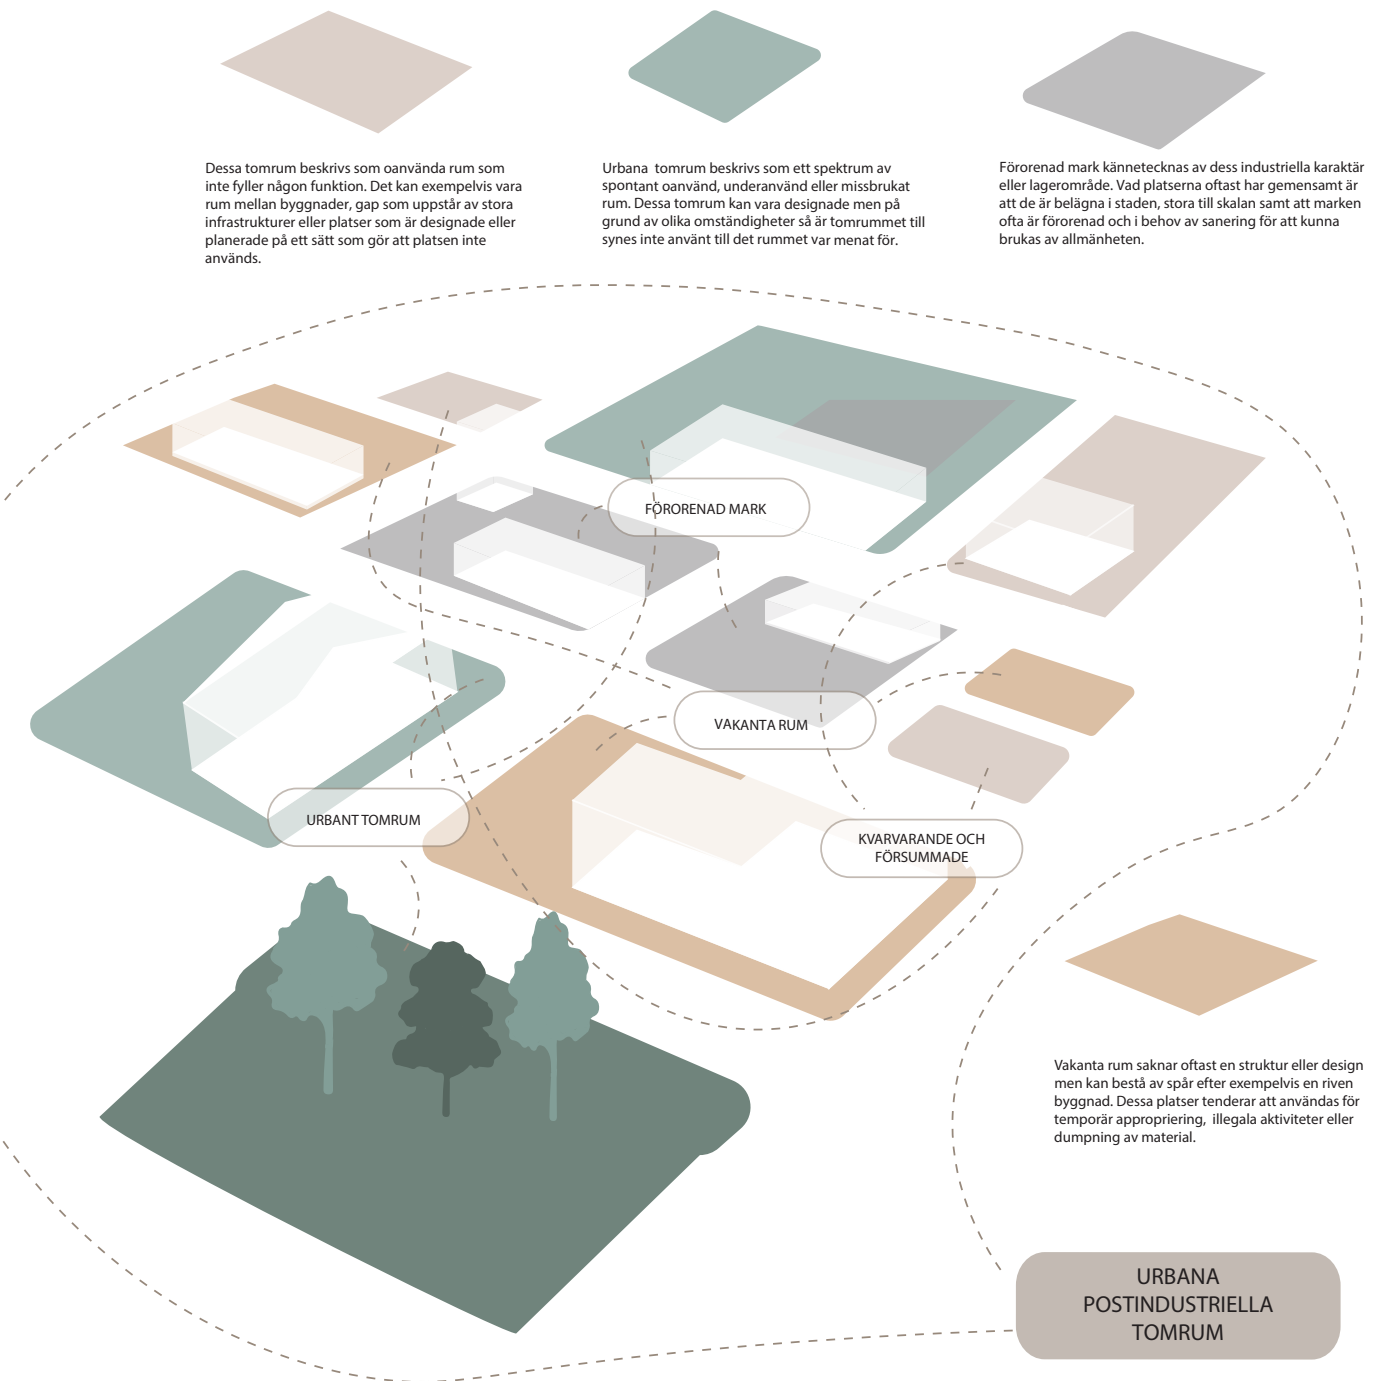 Dessa tomrum beskrivs som oanvända rum som
inte fyller någon funktion. Det kan exempelvis vara
rum mellan byggnader, gap som uppstår av stora
infrastrukturer eller platser som är designade eller
planerade på ett sätt som gör att platsen inte
används.
Urbana tomrum beskrivs som ett spektrum av
spontant oanvänd, underanvänd eller missbrukat
rum. Dessa tomrum kan vara designade men på
grund av olika omständigheter så är tomrummet till
synes inte använt till det rummet var menat för.
Förorenad mark kännetecknas av dess industriella karaktär
eller lagerområde. Vad platserna oftast har gemensamt är
att de är belägna i staden, stora till skalan samt att marken
ofta är förorenad och i behov av sanering för att kunna
brukas av allmänheten.
FÖRORENAD MARK
VAKANTA RUM
URBANT TOMRUM
KVARVARANDE OCH
FÖRSUMMADE
Vakanta rum saknar oftast en struktur eller design
men kan bestå av spår efter exempelvis en riven
byggnad. Dessa platser tenderar att användas för
temporär appropriering, illegala aktiviteter eller
dumpning av material.
URBANA
POSTINDUSTRIELLA
TOMRUM